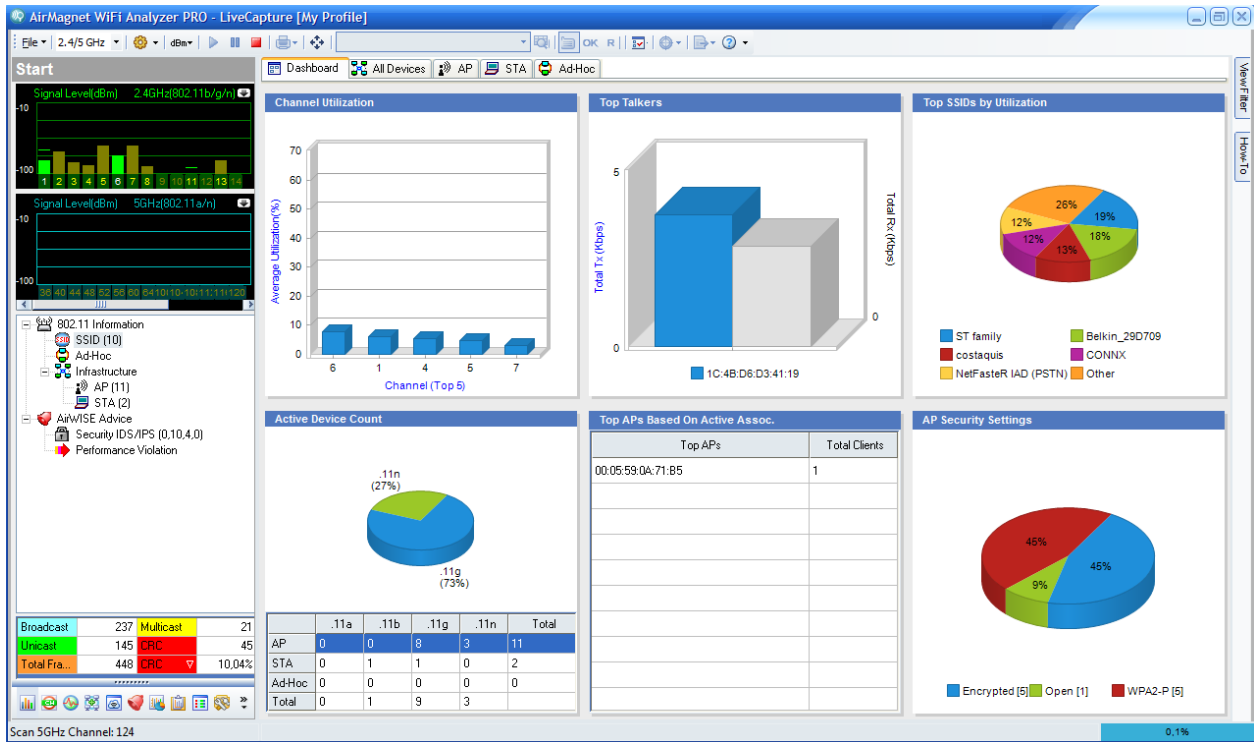 AirMagnet WiFi Analyzer PRO - LiveCapture [My Profile]
File 2.4/5 GHz dBm OK R
Start
Dashboard All Devices AP STA Ad-Hoc
View Filter
How-To
Signal Level(dBm) 2.4GHz(802.11b/g/n)
-10
-100
1 2 3 4 5 6 7 8 9 10 11 12 13 14
Signal Level(dBm) 5GHz(802.11a/n)
-10
-100
36 40 44 48 52 56 60 64
802.11 Information
SSID (10)
Ad-Hoc
Infrastructure
AP (11)
STA (2)
AirWISE Advice
Security IDS/IPS (0,10,4,0)
Performance Violation
Broadcast 237 Multicast 21
Unicast 145 CRC 45
Total Fra... 448 CRC 10,04%
Channel Utilization
Average Utilization(%)
70
60
50
40
30
20
10
0
6 1 4 5 7
Channel (Top 5)
Top Talkers
Total Tx (Kbps)
5
0
Total Rx (Kbps)
0
1C:4B:D6:D3:41:19
Top SSIDs by Utilization
26%
19%
12%
18%
12%
13%
ST family Belkin_29D709
costaquis CONNX
NetFasteR IAD (PSTN) Other
Active Device Count
.11n
(27%)
.11g
(73%)
.11a .11b .11g .11n Total
AP 0 0 8 3 11
STA 0 1 1 0 2
Ad-Hoc 0 0 0 0 0
Total 0 1 9 3
Top APs Based On Active Assoc.
Top APs Total Clients
00:05:59:0A:71:B5 1
AP Security Settings
46%
45%
9%
Encrypted [5] Open [1] WPA2-P [5]
Scan 5GHz Channel: 124
0.1%